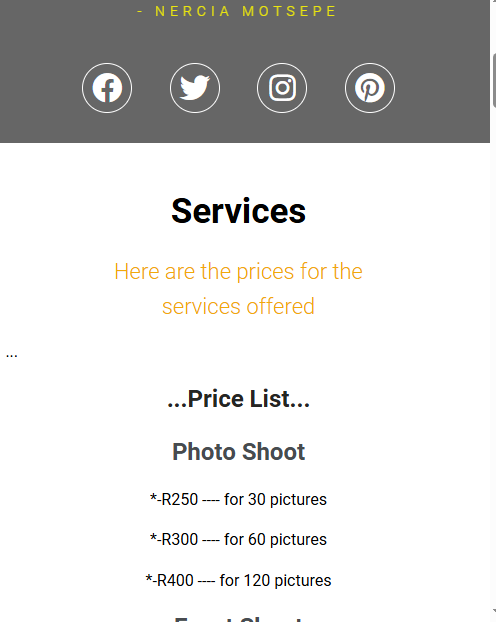 - NERCIA MOTSEPE
Services
Here are the prices for the
services offered
...
...Price List...
Photo Shoot
*-R250 ---- for 30 pictures
*-R300 ---- for 60 pictures
*-R400 ---- for 120 pictures